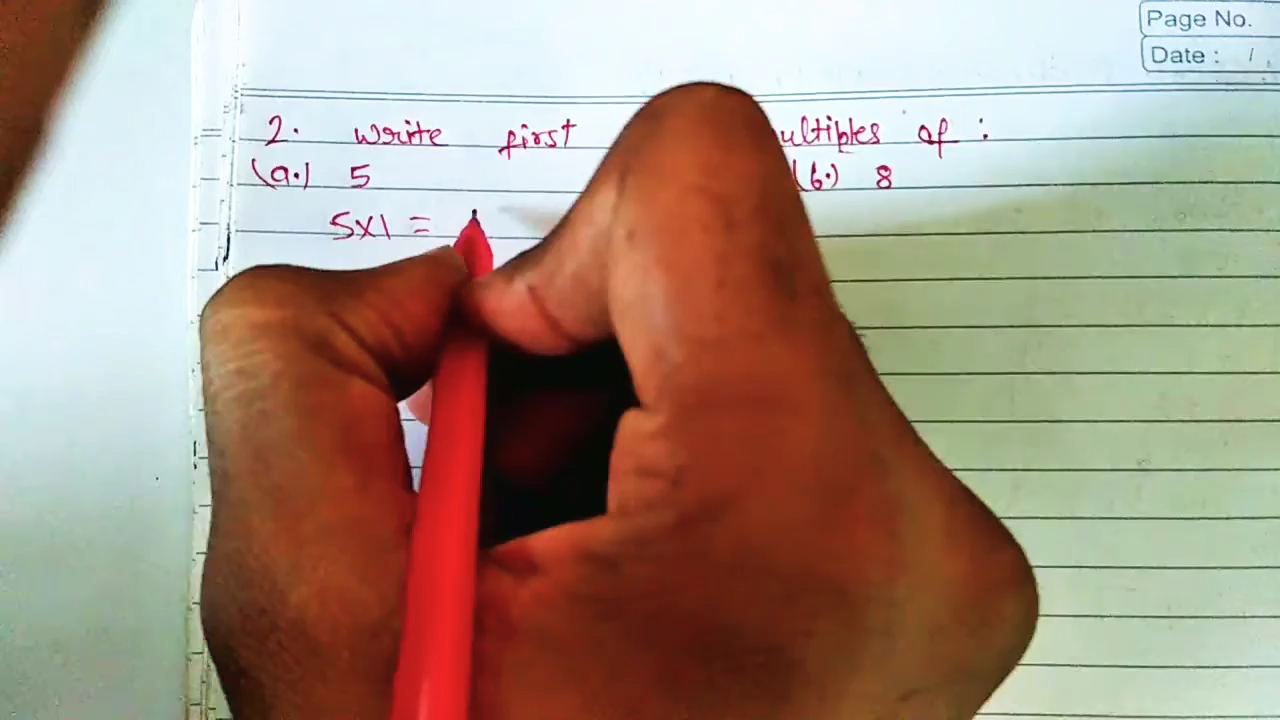 Page No.
Date : /
2. Write first ultiples of :
(a.) 5 (b.) 8
5x1 =